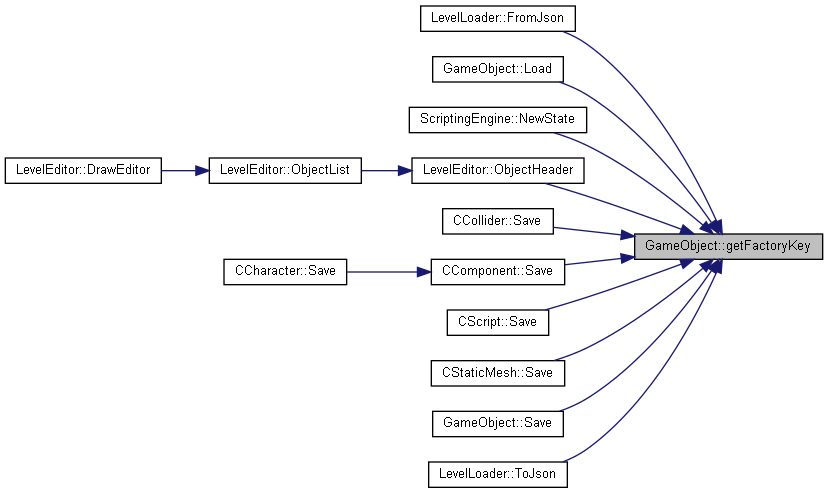 LevelLoader::FromJson
GameObject::Load
ScriptingEngine::NewState
LevelEditor::DrawEditor
LevelEditor::ObjectList
LevelEditor::ObjectHeader
CCollider::Save
GameObject::getFactoryKey
CCharacter::Save
CComponent::Save
CScript::Save
CStaticMesh::Save
GameObject::Save
LevelLoader::ToJson